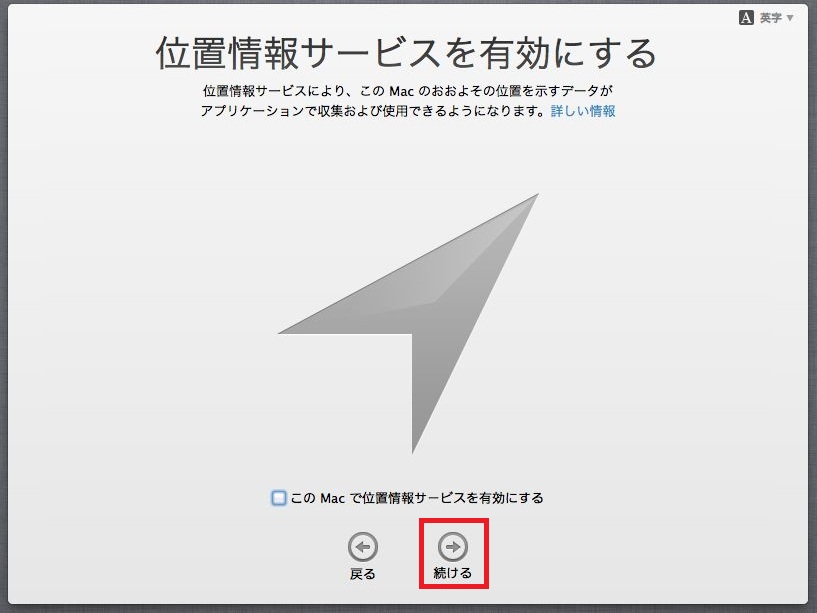 A 英字
位置情報サービスを有効にする
位置情報サービスにより、この Mac のおおよその位置を示すデータが
アプリケーションで収集および使用できるようになります。詳しい情報
この Mac で位置情報サービスを有効にする
戻る
続ける